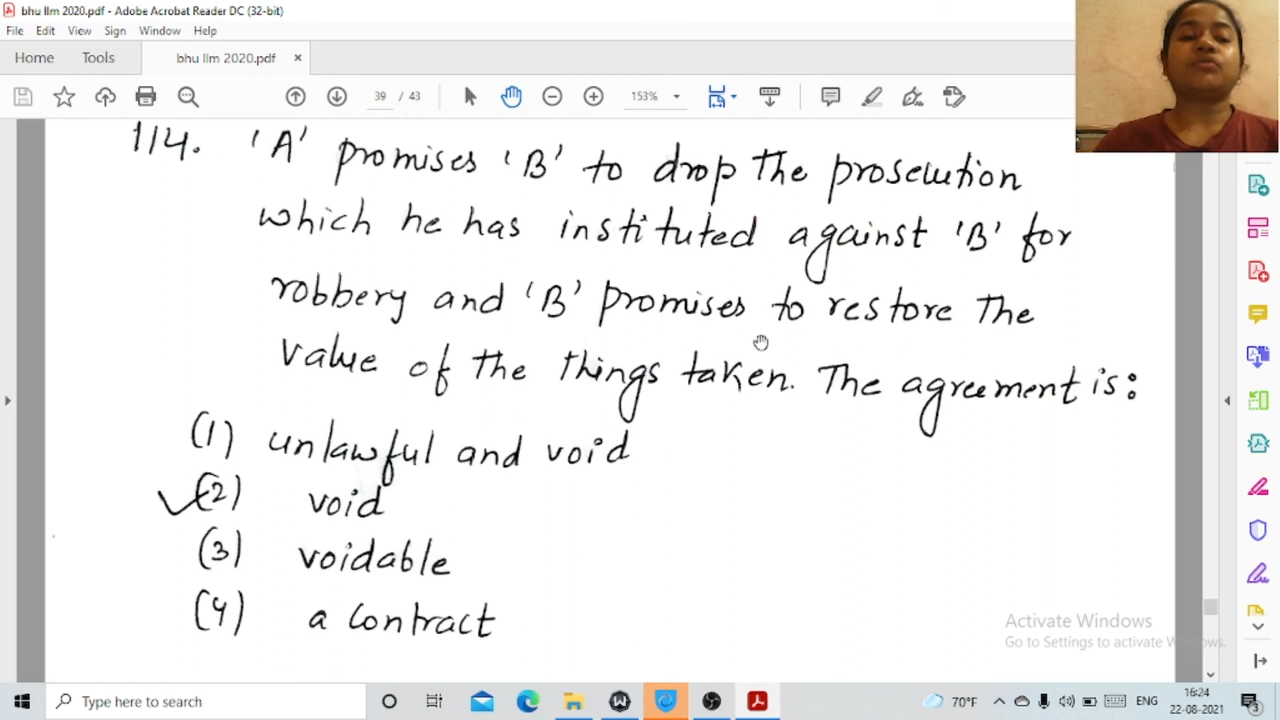 bhu llm 2020.pdf - Adobe Acrobat Reader DC (32-bit)
File Edit View Sign Window Help
Home Tools bhu llm 2020.pdf ×
39 / 43 153%
114. 'A' promises 'B' to drop the prosecution
which he has instituted against 'B' for
robbery and 'B' promises to restore the
value of the things taken. The agreement is:
(1) unlawful and void
(2) void
(3) voidable
(4) a contract
Activate Windows
Go to Settings to activate Windows.
Type here to search 70°F ENG 16:24
22-08-2021
3